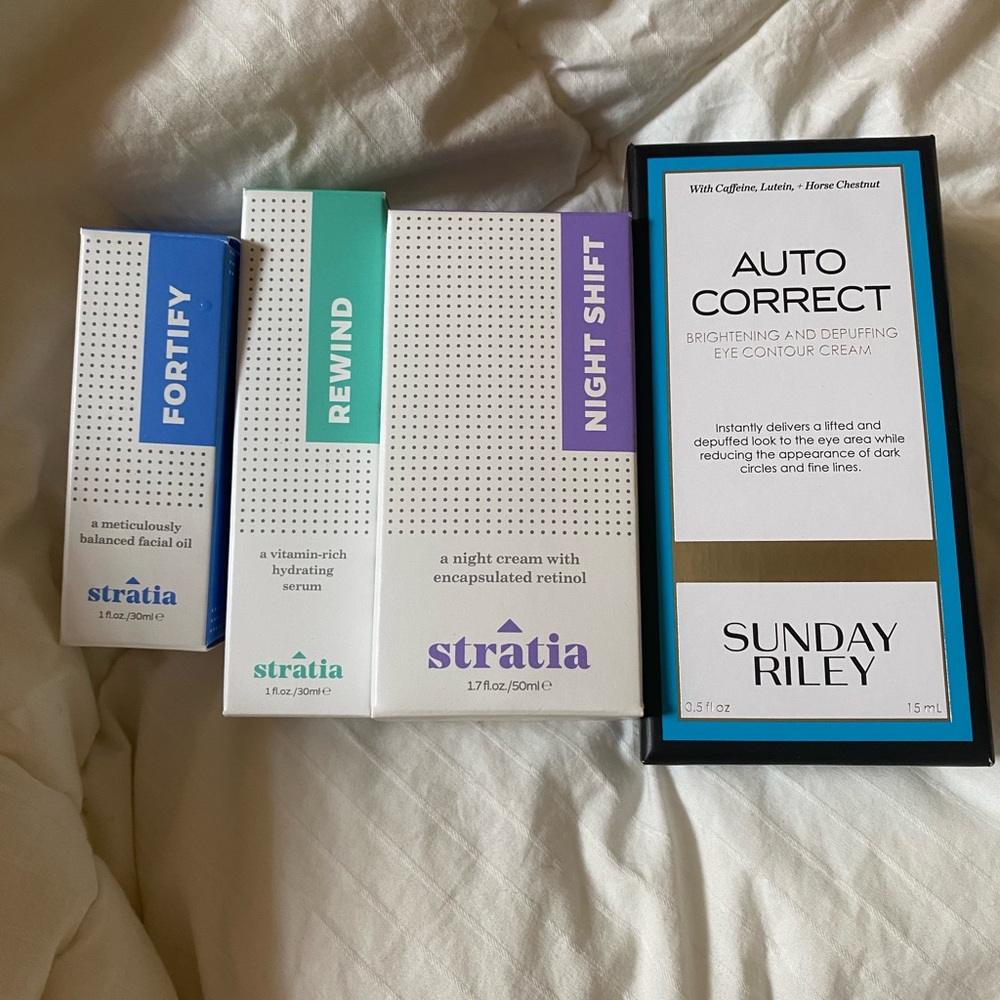 FORTIFY
a meticulously
balanced facial oil
stratia
1 fl.oz./30ml ℮
REWIND
a vitamin-rich
hydrating
serum
stratia
1 fl.oz./30ml ℮
NIGHT SHIFT
a night cream with
encapsulated retinol
stratia
1.7 fl.oz./50ml ℮
With Caffeine, Lutein, + Horse Chestnut
AUTO
CORRECT
BRIGHTENING AND DEPUFFING
EYE CONTOUR CREAM
Instantly delivers a lifted and
depuffed look to the eye area while
reducing the appearance of dark
circles and fine lines.
SUNDAY
RILEY
0.5 fl oz 15 mL